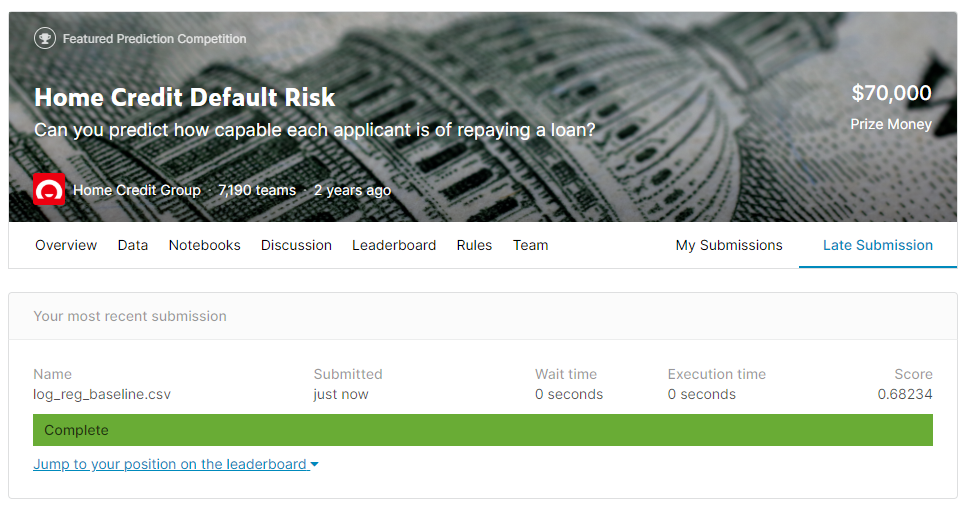 Featured Prediction Competition
Home Credit Default Risk
$70,000
Can you predict how capable each applicant is of repaying a loan?
Prize Money
Home Credit Group · 7,190 teams · 2 years ago
Overview Data Notebooks Discussion Leaderboard Rules Team My Submissions Late Submission
Your most recent submission
Name Submitted Wait time Execution time Score
log_reg_baseline.csv just now 0 seconds 0 seconds 0.68234
Complete
Jump to your position on the leaderboard